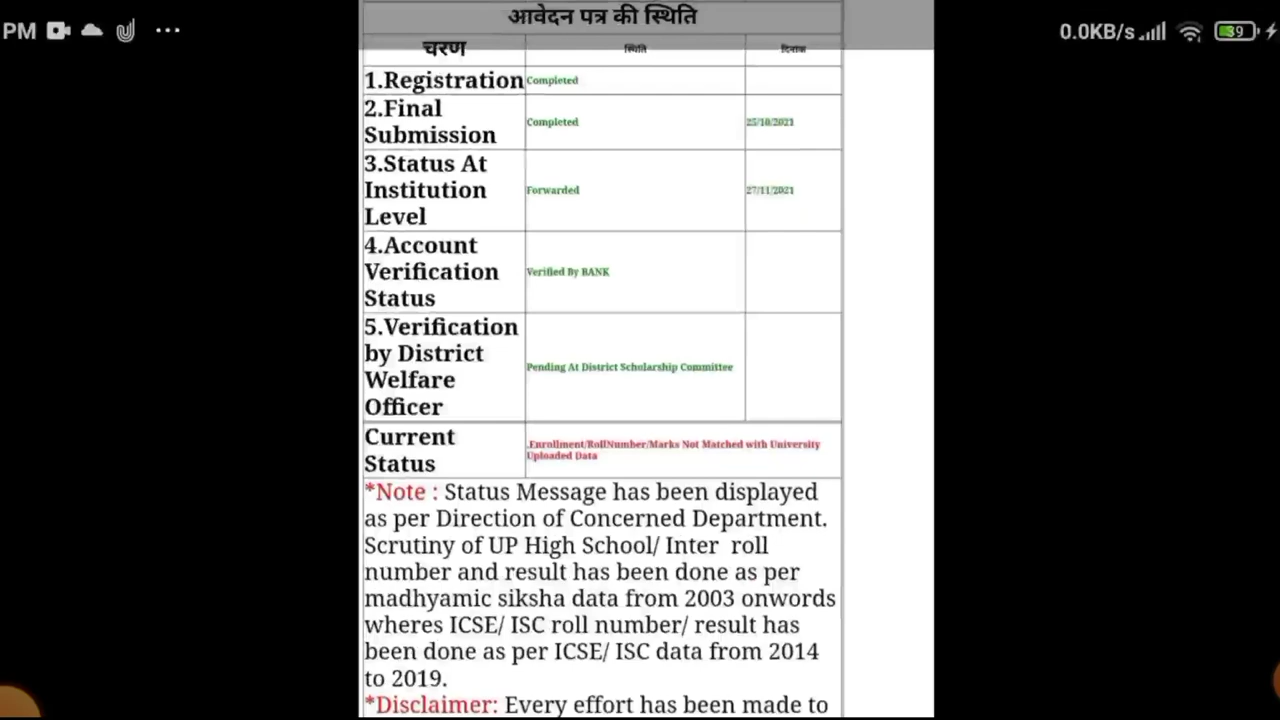 PM ... 0.0KB/s 39
आवेदन पत्र की स्थिति
चरण स्थिति दिनांक
1.Registration Completed
2.Final
Submission
Completed 25/10/2021
3.Status At
Institution
Level
Forwarded 27/11/2021
4.Account
Verification
Status
Verified By BANK
5.Verification
by District
Welfare
Officer
Pending At District Scholarship Committee
Current
Status
.Enrollment/RollNumber/Marks Not Matched with University
Uploaded Data
*Note : Status Message has been displayed
as per Direction of Concerned Department.
Scrutiny of UP High School/ Inter roll
number and result has been done as per
madhyamic siksha data from 2003 onwords
wheres ICSE/ ISC roll number/ result has
been done as per ICSE/ ISC data from 2014
to 2019.
*Disclaimer: Every effort has been made to